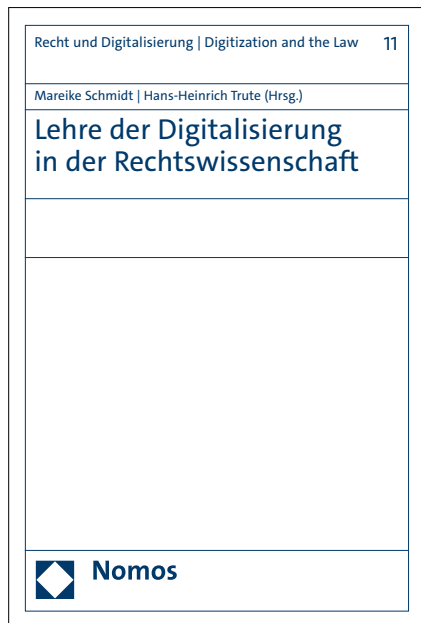 Recht und Digitalisierung | Digitization and the Law 11
Mareike Schmidt | Hans-Heinrich Trute (Hrsg.)
Lehre der Digitalisierung
in der Rechtswissenschaft
Nomos